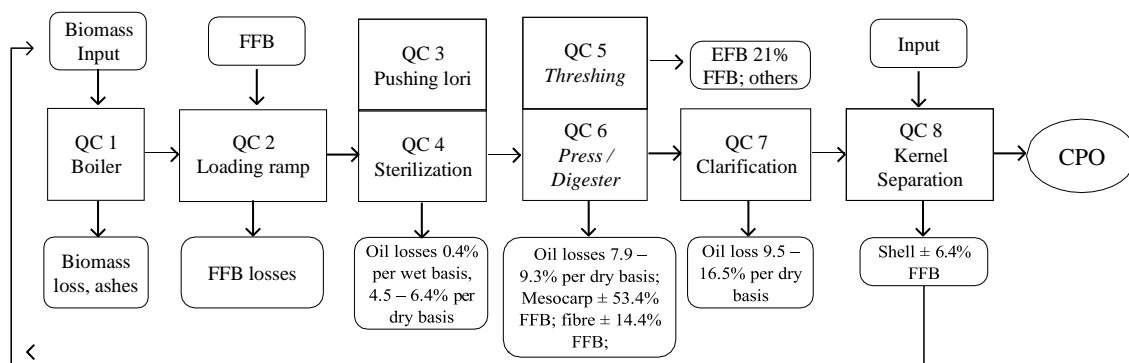 Biomass
Input
FFB
QC 3
Pushing lori
QC 5
Threshing
EFB 21%
FFB; others
Input
QC 1
Boiler
QC 2
Loading ramp
QC 4
Sterilization
QC 6
Press /
Digester
QC 7
Clarification
QC 8
Kernel
Separation
CPO
Biomass
loss, ashes
FFB losses
Oil losses 0.4%
per wet basis,
4.5 – 6.4% per
dry basis
Oil losses 7.9 –
9.3% per dry basis;
Mesocarp ± 53.4%
FFB; fibre ± 14.4%
FFB;
Oil loss 9.5 –
16.5% per dry
basis
Shell ± 6.4%
FFB